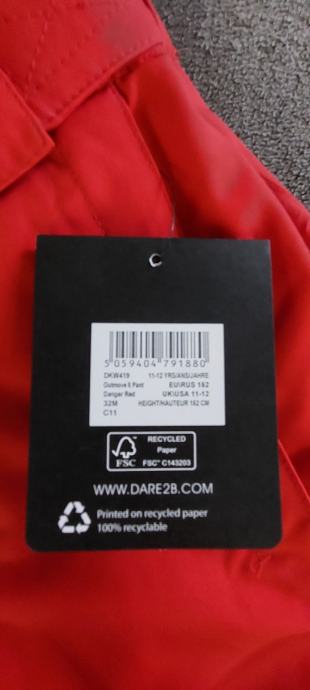 5 059404 791880
DKW419 11-12 YRS/ANS/JAHRE
Outmove II Pant EU\RUS 152
Danger Red UK\USA 11-12
32M HEIGHT/HAUTEUR 152 CM
C11
RECYCLED
Paper
FSC FSC® C143203
WWW.DARE2B.COM
Printed on recycled paper
100% recyclable